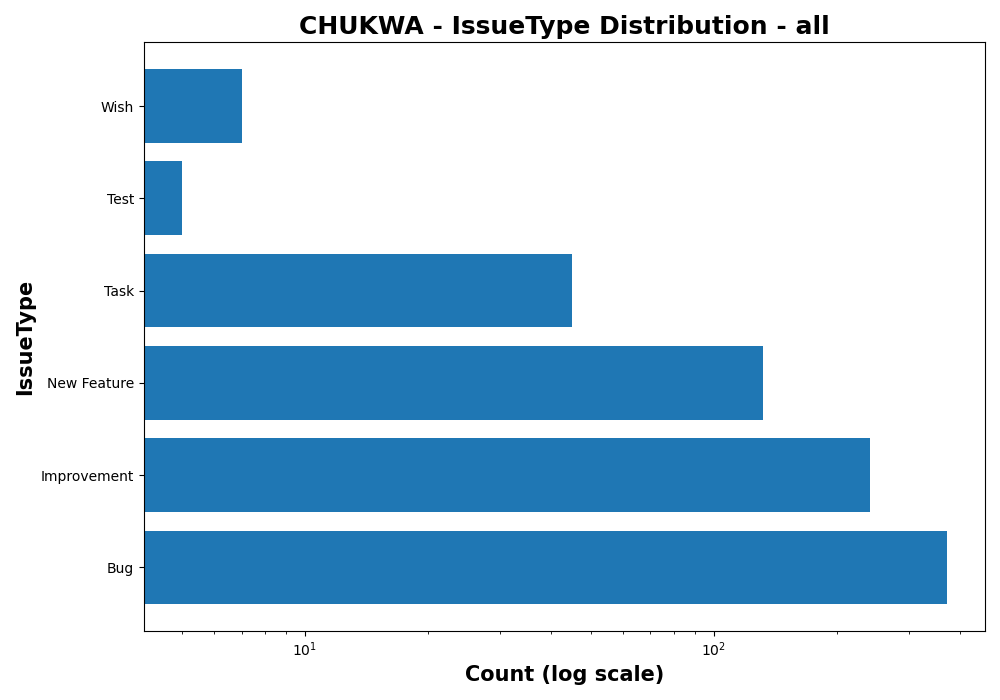 CHUKWA - IssueType Distribution - all
Wish
Test
Task
New Feature
Improvement
Bug
IssueType
10¹
10²
Count (log scale)